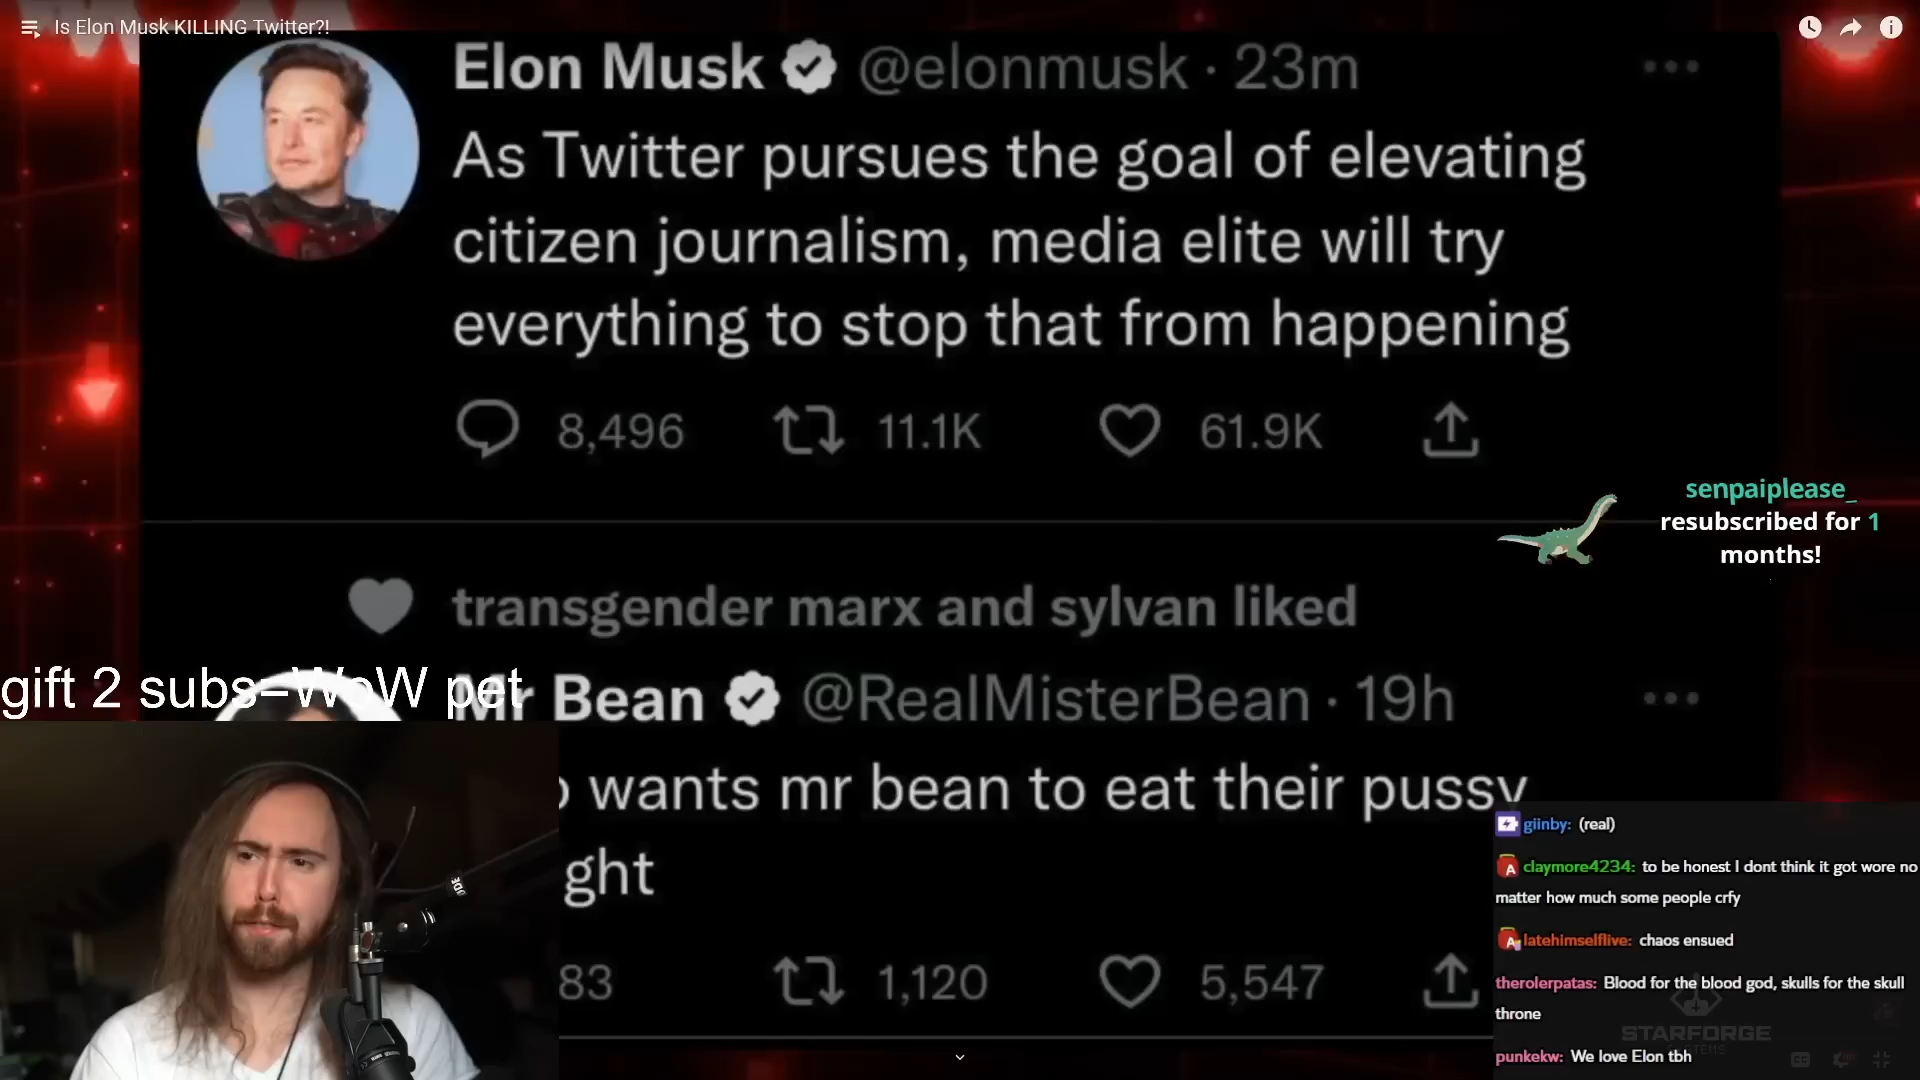 Is Elon Musk KILLING Twitter?!
Elon Musk @elonmusk · 23m
As Twitter pursues the goal of elevating
citizen journalism, media elite will try
everything to stop that from happening
8,496 11.1K 61.9K
senpaiplease_
resubscribed for 1
months!
transgender marx and sylvan liked
gift 2 subs=WoW pet
Mr Bean @RealMisterBean · 19h
wants mr bean to eat their pussy
ght
83 1,120 5,547
giinby: (real)
claymore4234: to be honest I dont think it got wore no
matter how much some people crfy
latehimselflive: chaos ensued
therolerpatas: Blood for the blood god, skulls for the skull
throne
STARFORGE
SYSTEMS
punkekw: We love Elon tbh